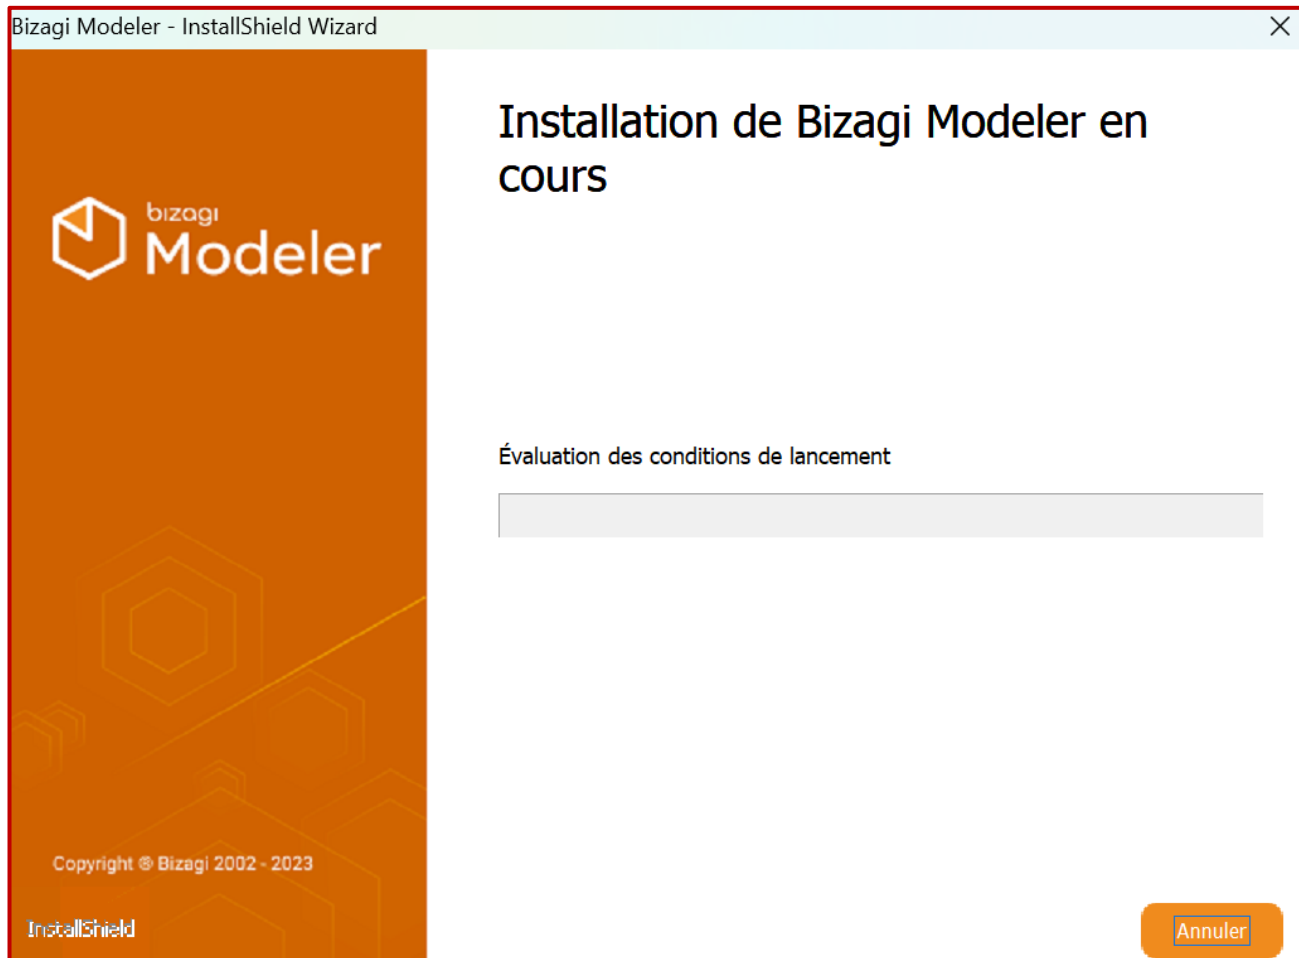 Bizagi Modeler - InstallShield Wizard
Installation de Bizagi Modeler en
cours
bizagi
Modeler
Évaluation des conditions de lancement
Copyright ® Bizagi 2002 - 2023
InstallShield
Annuler